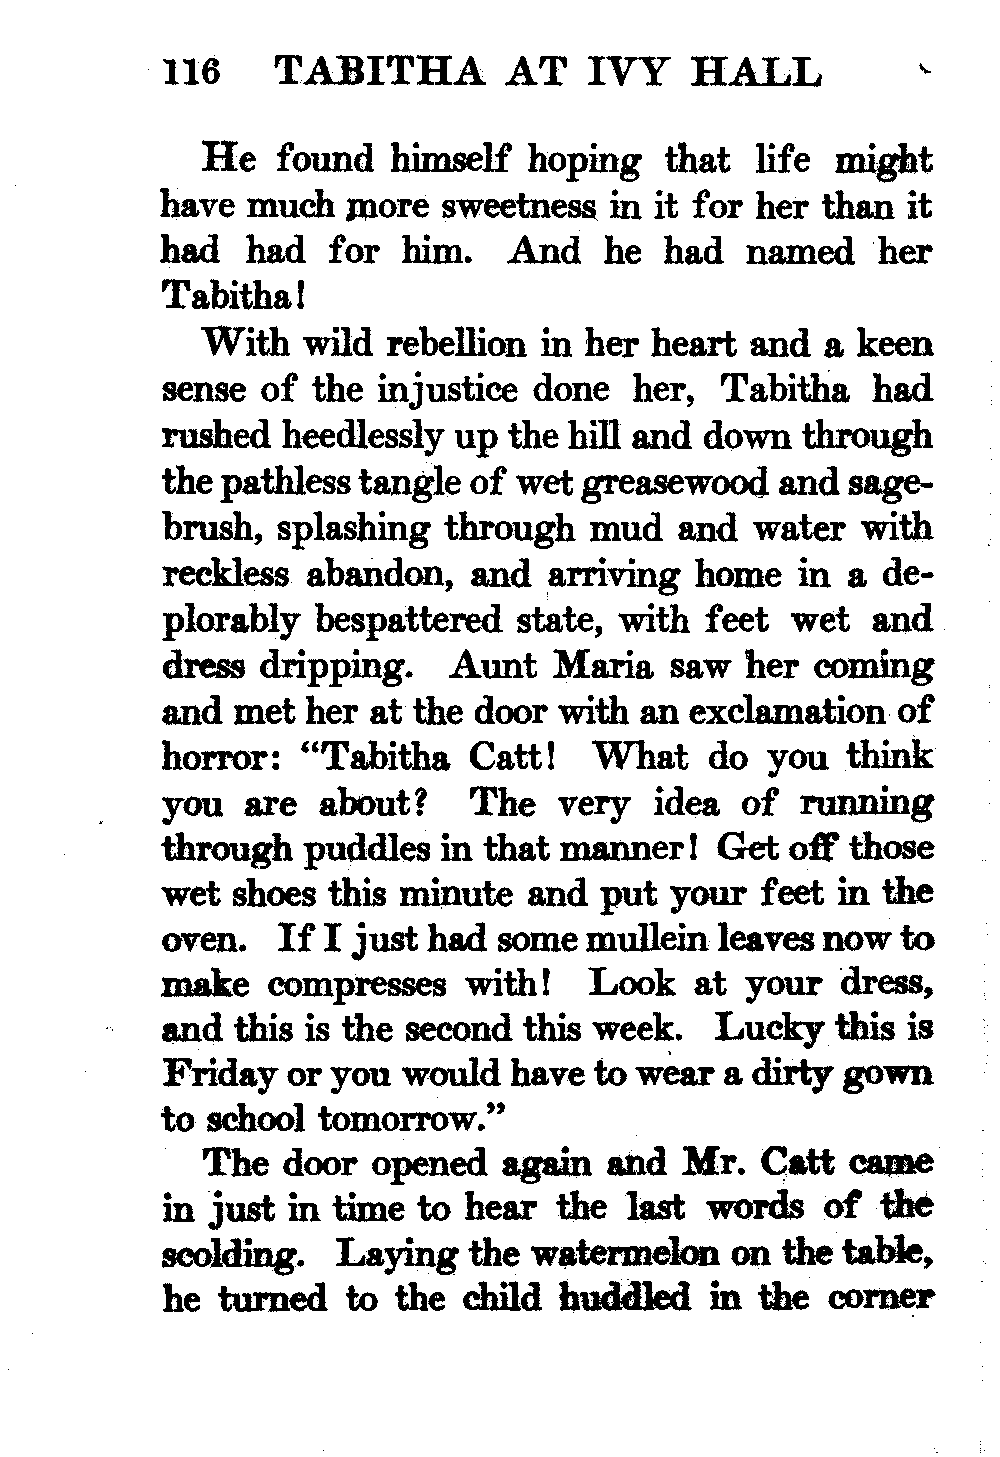 116 TABITHA AT IVY HALL
He found himself hoping that life might
have much more sweetness in it for her than it
had had for him. And he had named her
Tabitha!
With wild rebellion in her heart and a keen
sense of the injustice done her, Tabitha had
rushed heedlessly up the hill and down through
the pathless tangle of wet greasewood and sage-
brush, splashing through mud and water with
reckless abandon, and arriving home in a de-
plorably bespattered state, with feet wet and
dress dripping. Aunt Maria saw her coming
and met her at the door with an exclamation of
horror: “Tabitha Catt! What do you think
you are about? The very idea of running
through puddles in that manner! Get off those
wet shoes this minute and put your feet in the
oven. If I just had some mullein leaves now to
make compresses with! Look at your dress,
and this is the second this week. Lucky this is
Friday or you would have to wear a dirty gown
to school tomorrow.”
The door opened again and Mr. Catt came
in just in time to hear the last words of the
scolding. Laying the watermelon on the table,
he turned to the child huddled in the corner